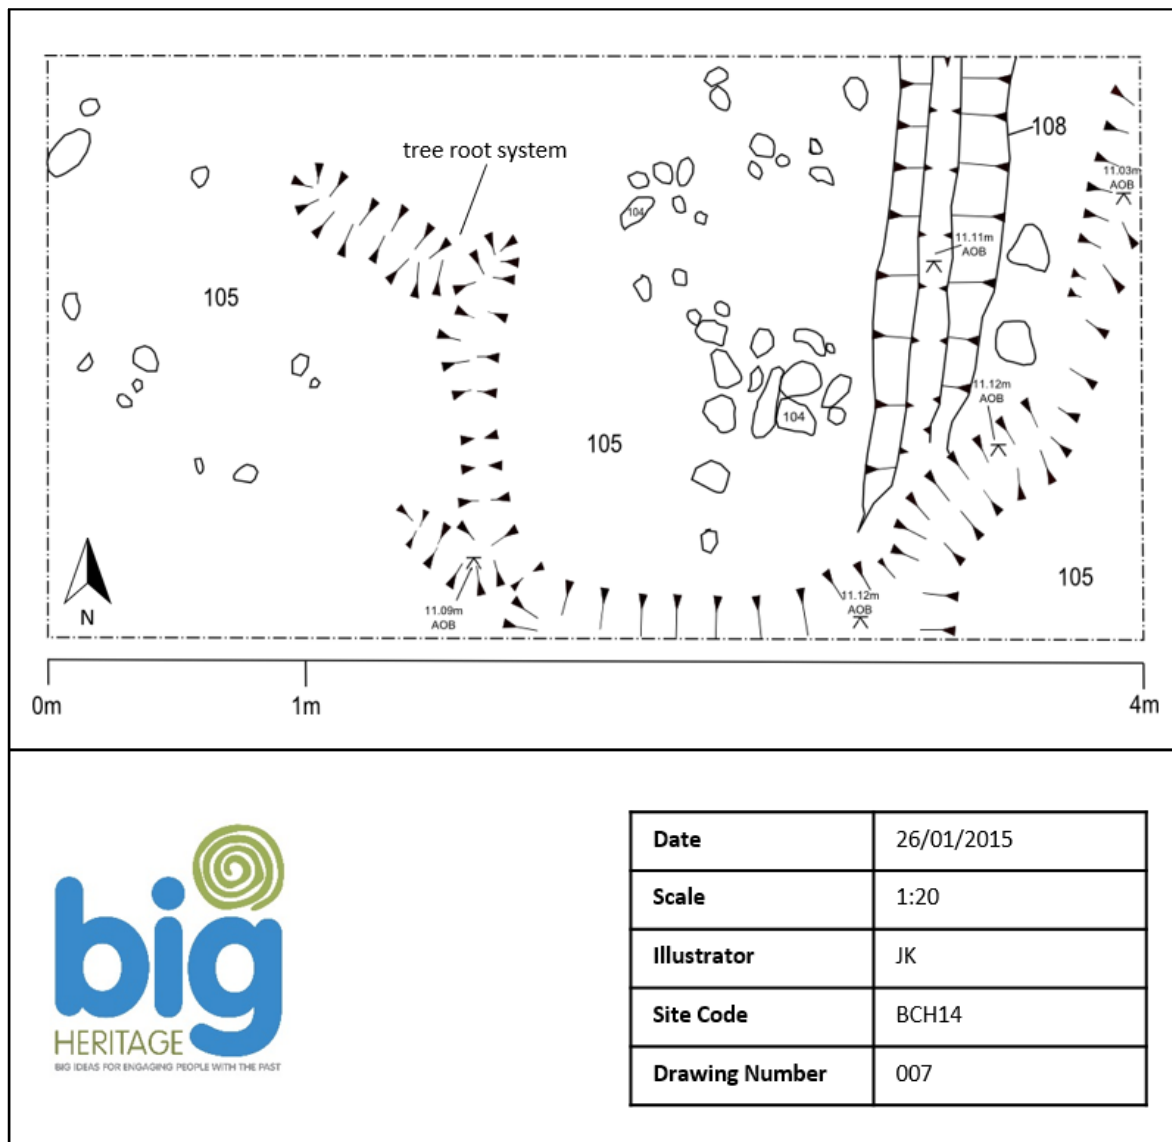 tree root system
108
11.03m
AOB
104
11.11m
AOB
105
11.12m
AOB
104
105
105
11.12m
AOB
11.09m
AOB
N
0m 1m 4m
big
HERITAGE
BIG IDEAS FOR ENGAGING PEOPLE WITH THE PAST
Date 26/01/2015
Scale 1:20
Illustrator JK
Site Code BCH14
Drawing Number 007